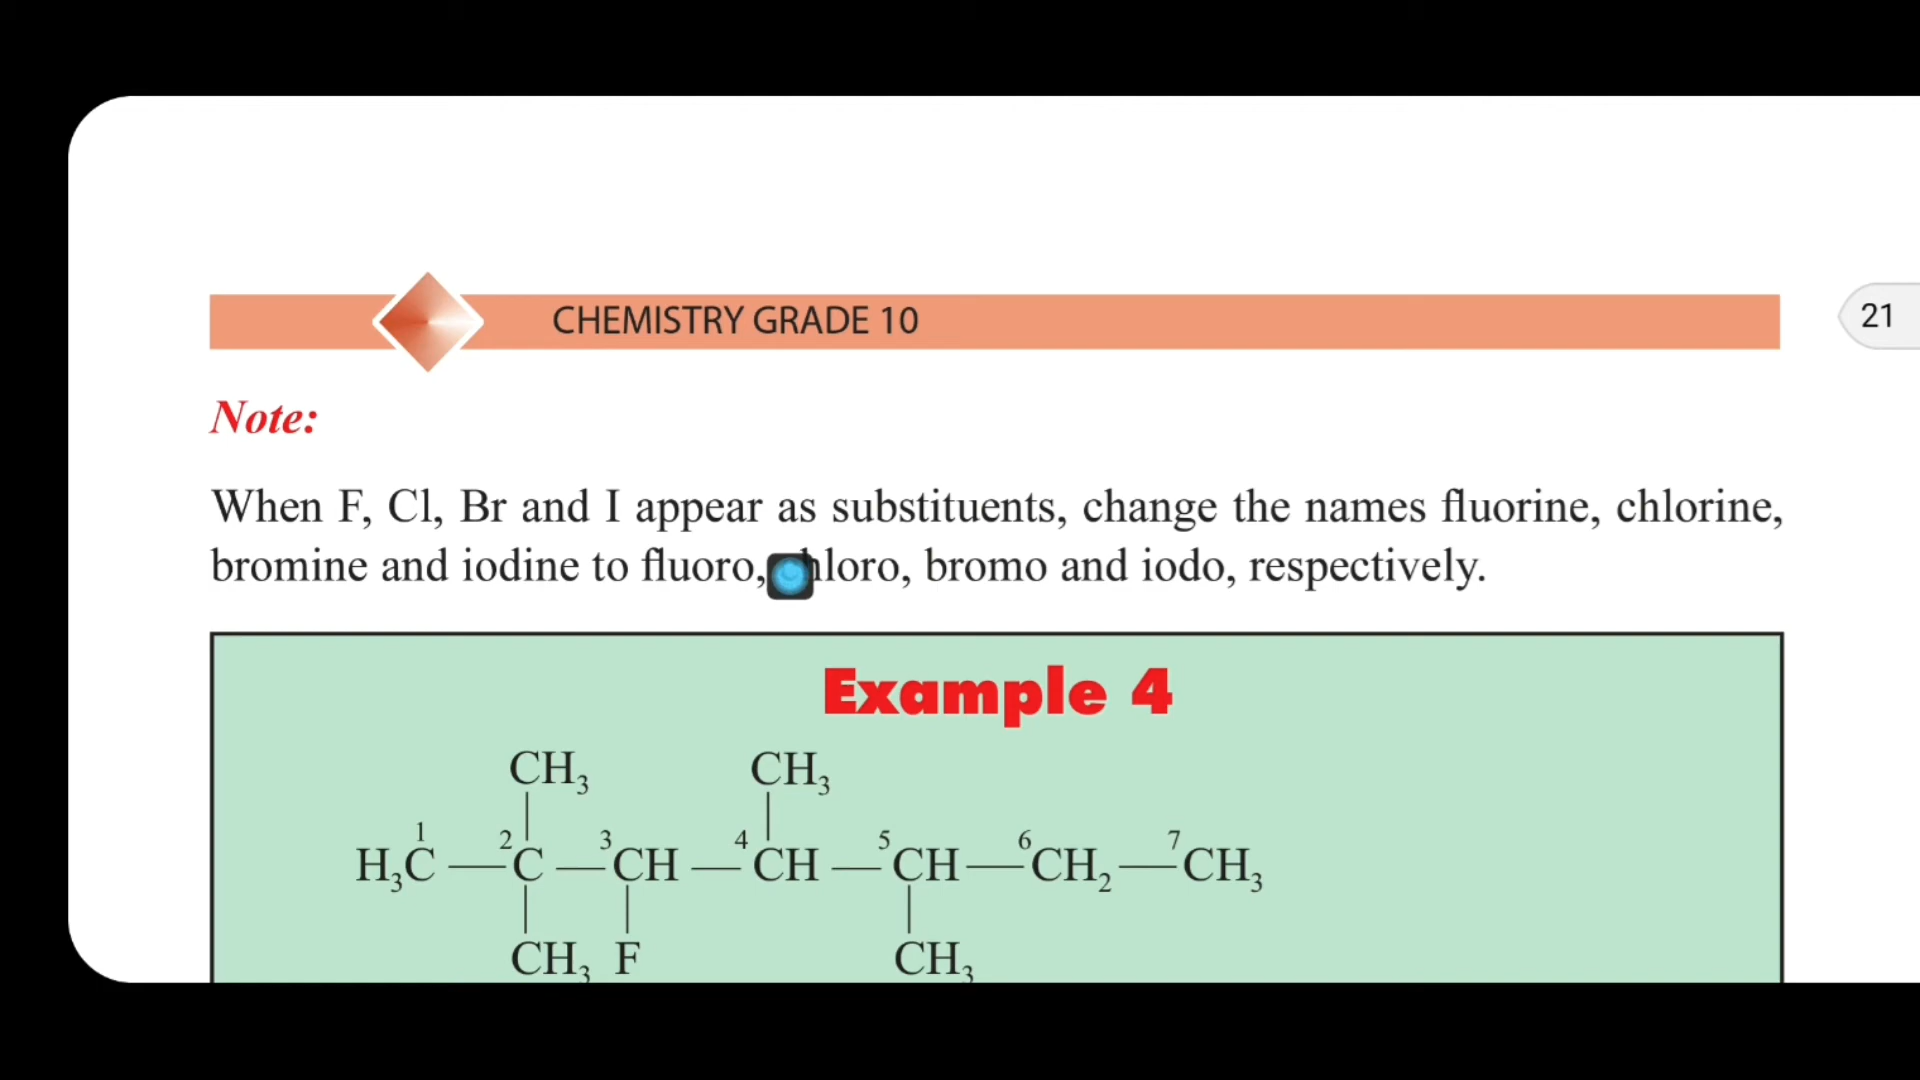 CHEMISTRY GRADE 10
21
Note:
When F, Cl, Br and I appear as substituents, change the names fluorine, chlorine,
bromine and iodine to fluoro, chloro, bromo and iodo, respectively.
Example 4
CH₃ CH₃
1 2 3 4 5 6 7
H₃C — C — CH — CH — CH — CH₂ — CH₃
CH₃ F CH₃